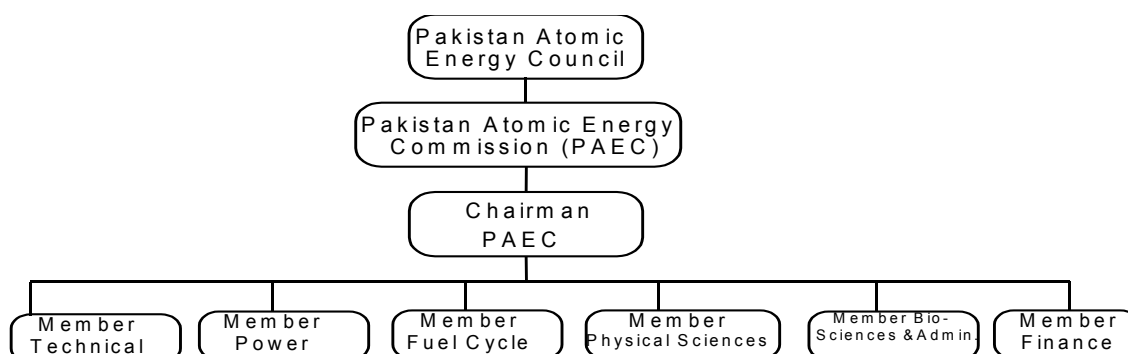 Pakistan Atomic
Energy Council
Pakistan Atomic Energy
Commission (PAEC)
Chairman
PAEC
Member
Technical
Member
Power
Member
Fuel Cycle
Member
Physical Sciences
Member Bio-
Sciences & Admin.
Member
Finance